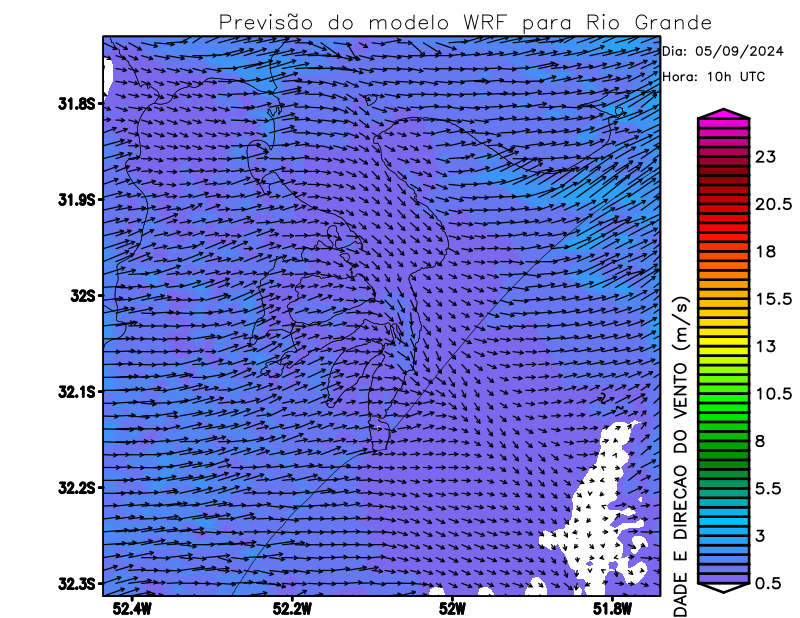 Previsão do modelo WRF para Rio Grande
Dia: 05/09/2024
Hora: 10h UTC
31.8S
31.9S
32S
32.1S
32.2S
32.3S
52.4W
52.2W
52W
51.8W
23
20.5
18
15.5
13
10.5
8
5.5
3
0.5
DADE E DIRECAO DO VENTO (m/s)